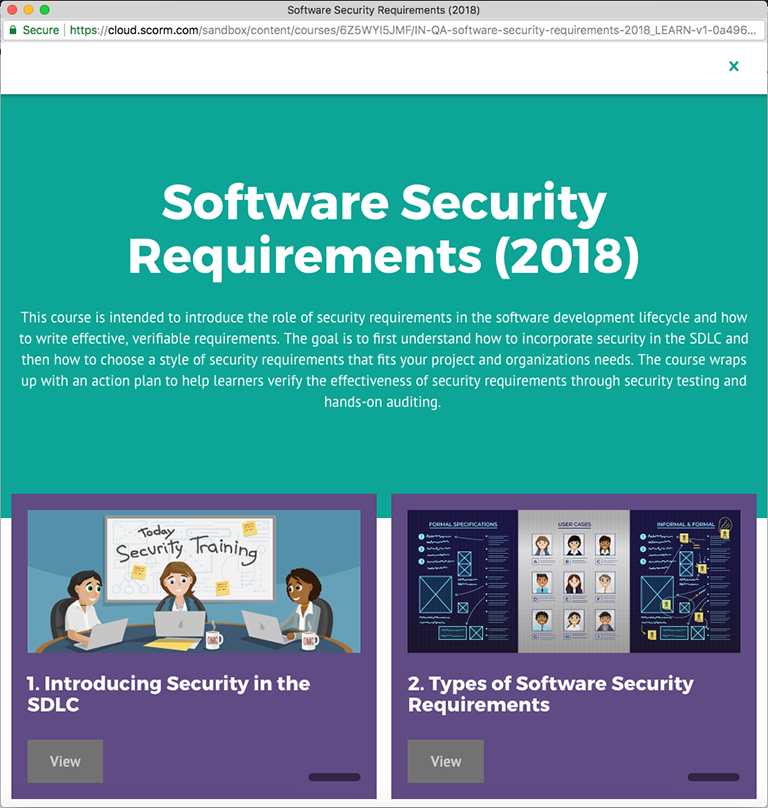 Software Security Requirements (2018)
Secure | https://cloud.scorm.com/sandbox/content/courses/6Z5WYI5JMF/IN-QA-software-security-requirements-2018_LEARN-v1-0a496...
x
Software Security
Requirements (2018)
This course is intended to introduce the role of security requirements in the software development lifecycle and how
to write effective, verifiable requirements. The goal is to first understand how to incorporate security in the SDLC and
then how to choose a style of security requirements that fits your project and organizations needs. The course wraps
up with an action plan to help learners verify the effectiveness of security requirements through security testing and
hands-on auditing.
Today
Security Training
1. Introducing Security in the
SDLC
View
FORMAL SPECIFICATIONS
USER CASES
INFORMAL & FORMAL
1
2
3
A B C
D E F
G H I
1
2
3
2. Types of Software Security
Requirements
View